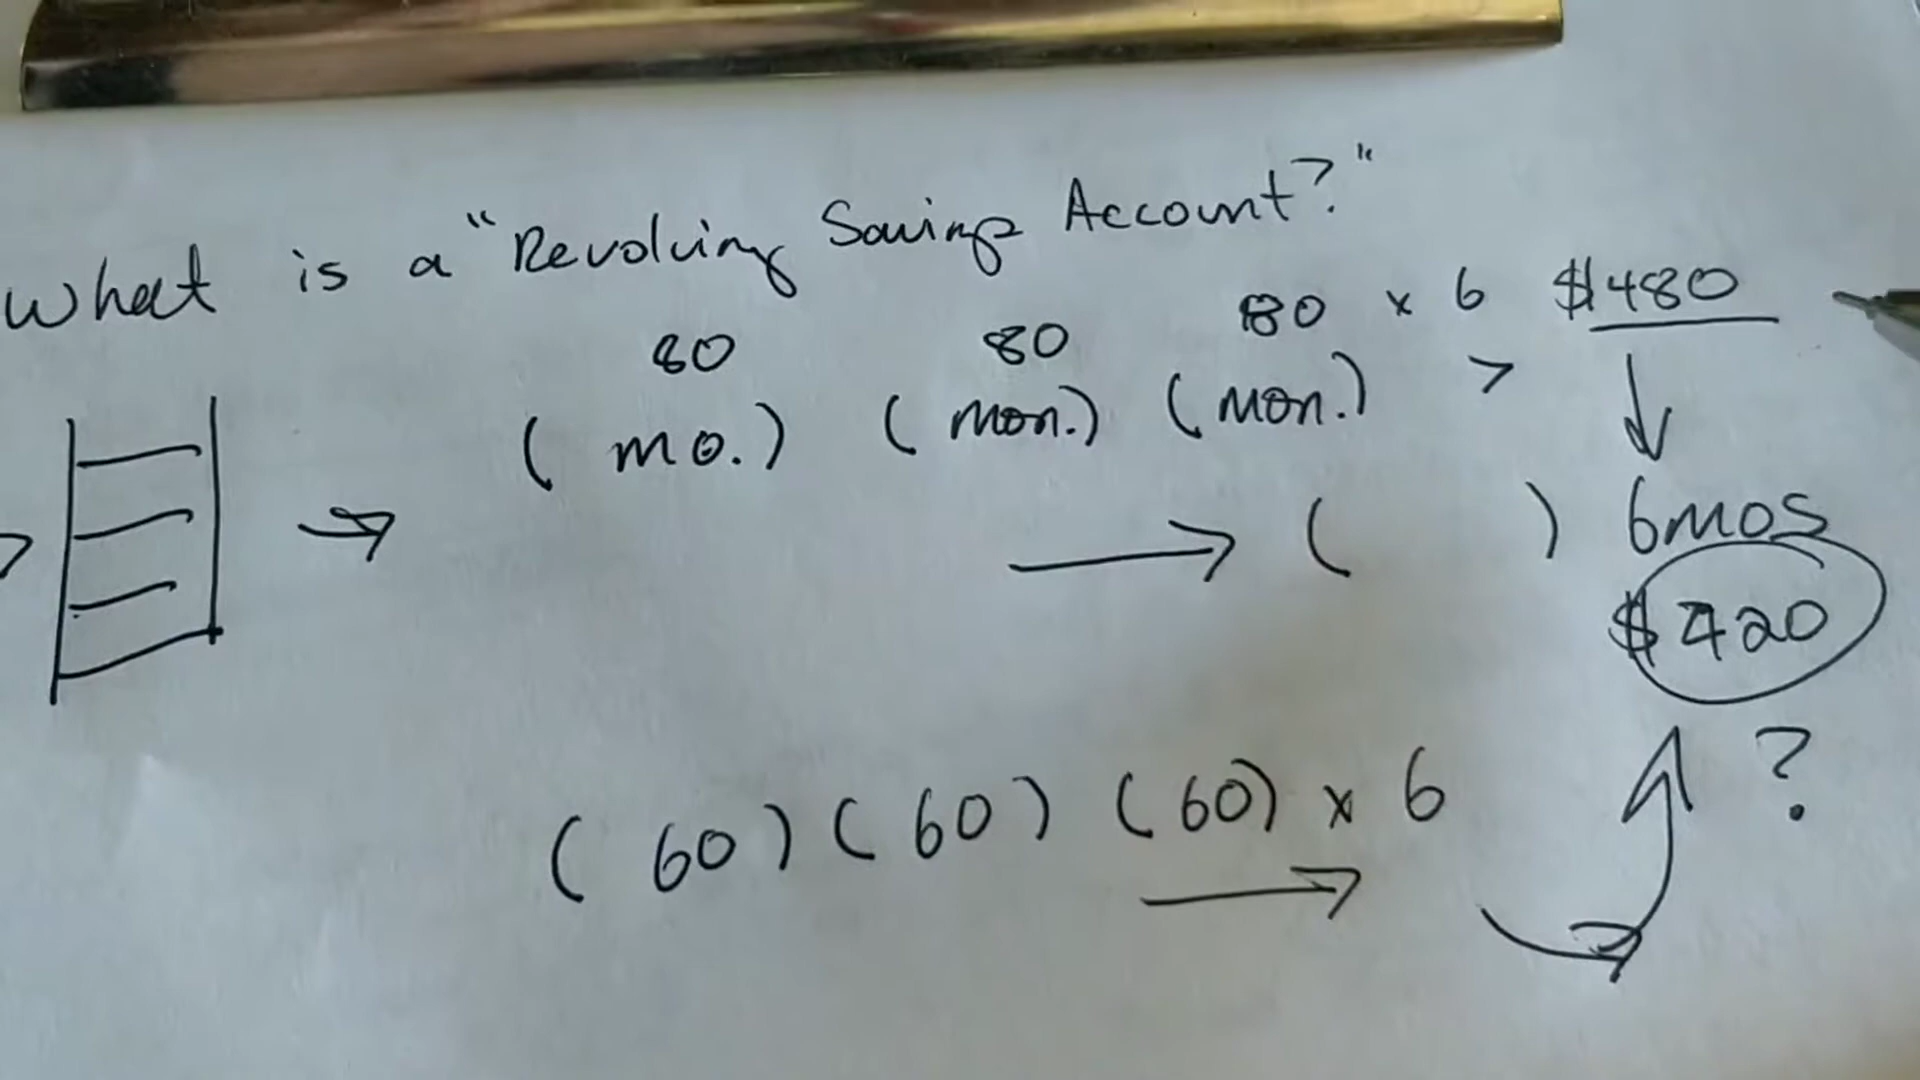 What is a "Revolving Savings Account?"
80 80 80 x 6 $480
(mo.) (mon.) (mon.) >
( ) 6mos
$420
(60) (60) (60) x 6 ?